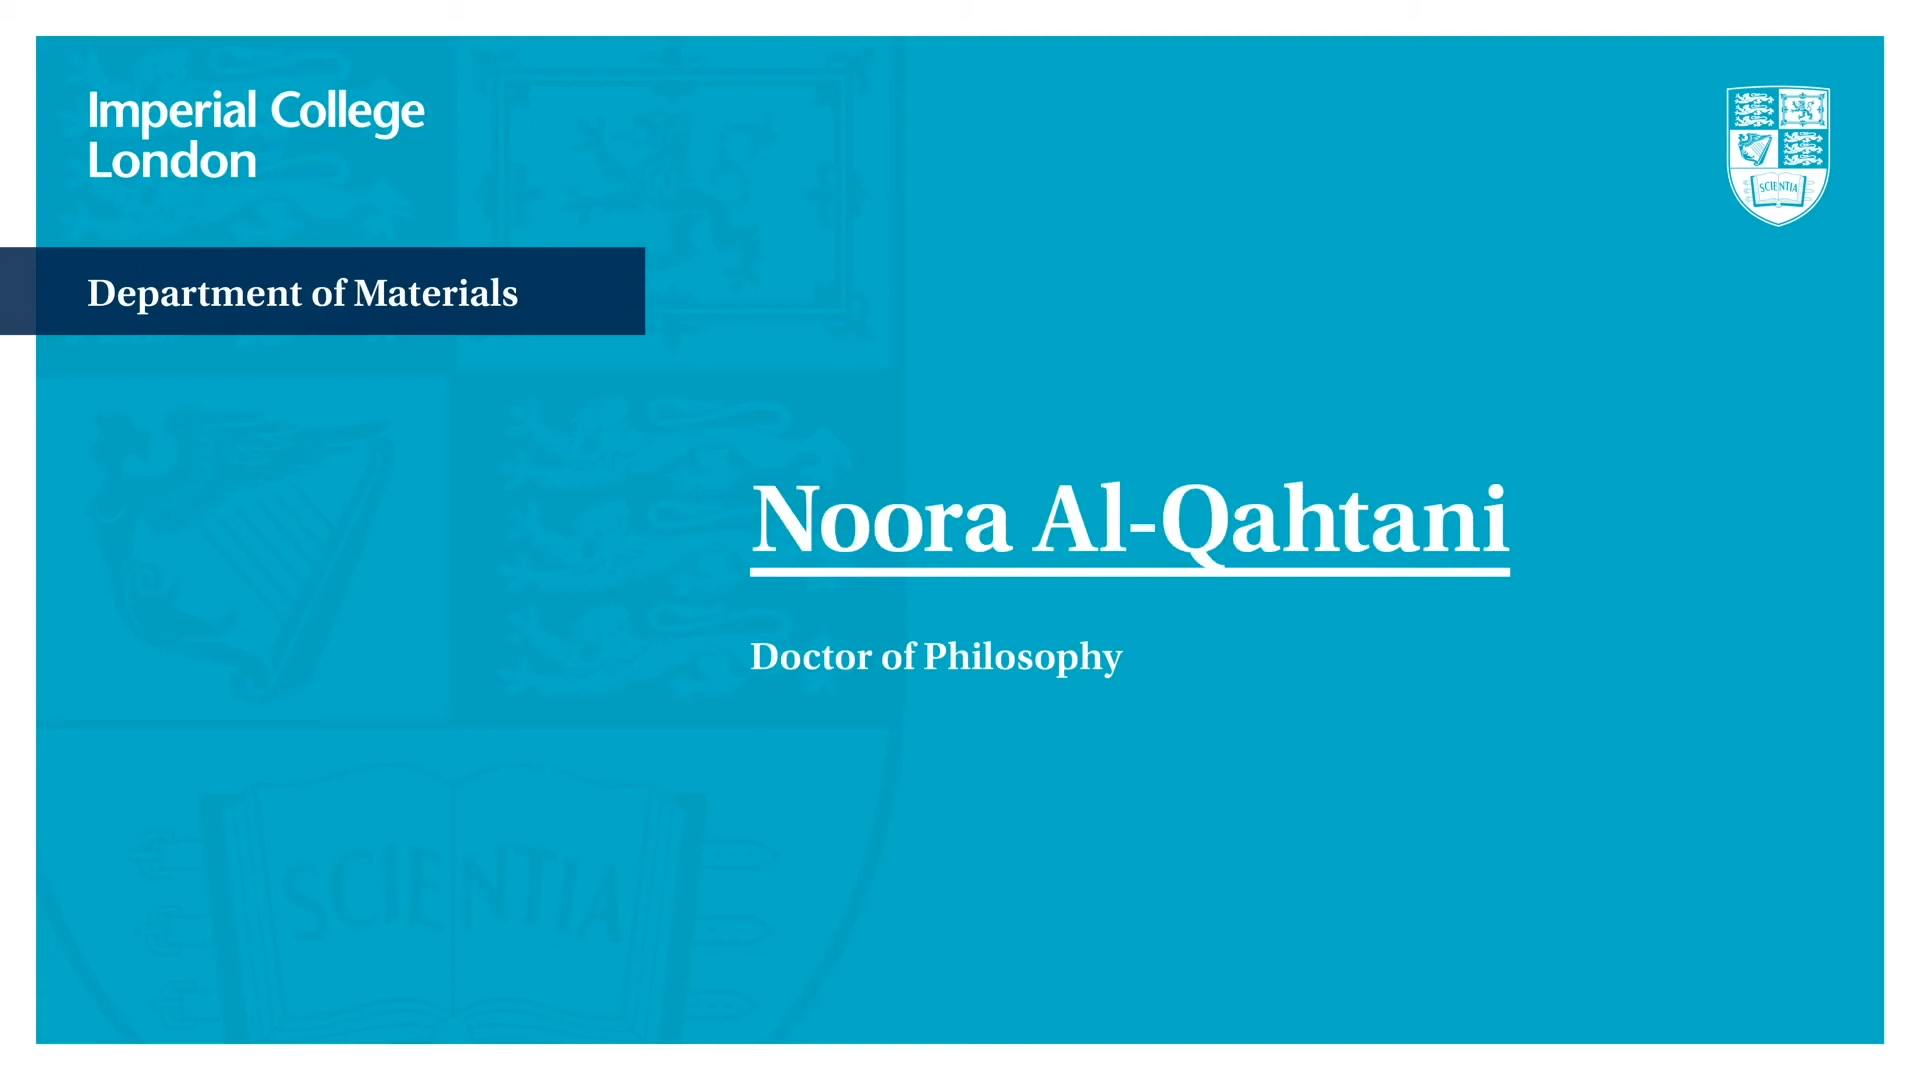 Imperial College
London
SCIENTIA
Department of Materials
Noora Al-Qahtani
Doctor of Philosophy
SCIENTIA